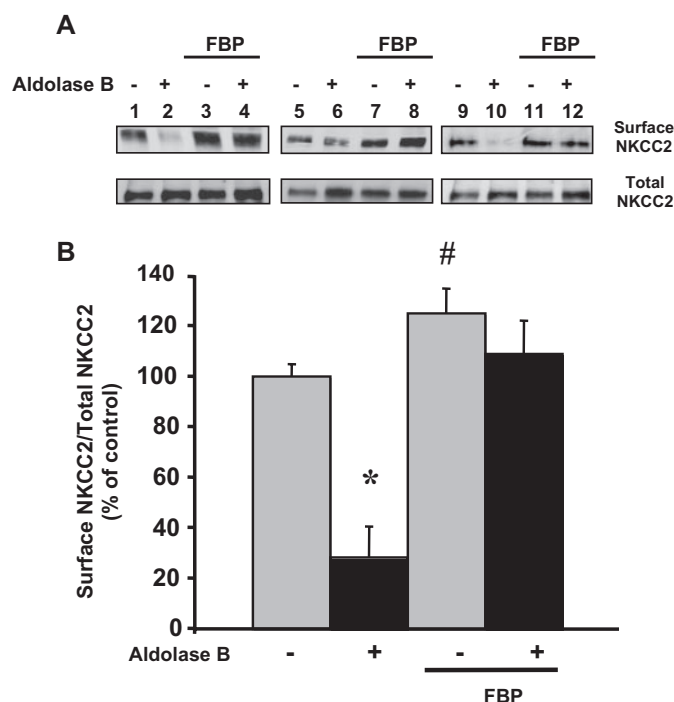 A
FBP FBP FBP
Aldolase B - + - + - + - + - + - +
1 2 3 4 5 6 7 8 9 10 11 12
Surface
NKCC2
Total
NKCC2
B
Surface NKCC2/Total NKCC2
(% of control)
140
120
100
80
60
40
20
0
#
*
Aldolase B - + - +
FBP